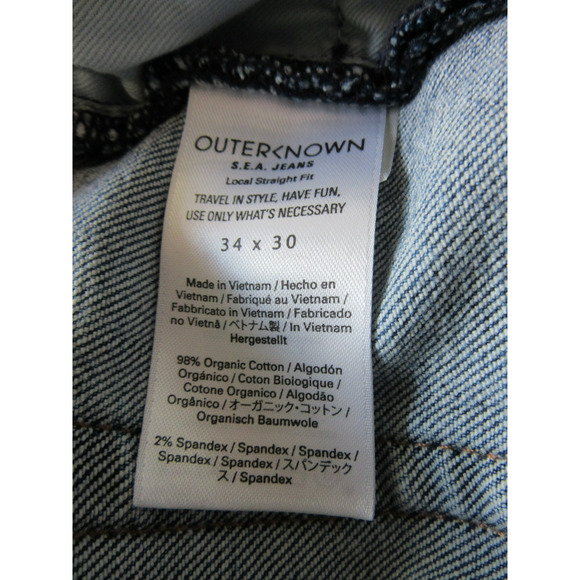 OUTERKNOWN
S.E.A. JEANS
Local Straight Fit
TRAVEL IN STYLE, HAVE FUN,
USE ONLY WHAT'S NECESSARY
34 x 30
Made in Vietnam / Hecho en
Vietnam / Fabriqué au Vietnam /
Fabbricato in Vietnam / Fabricado
no Vietnã / ベトナム製 / In Vietnam
Hergestellt
98% Organic Cotton / Algodón
Orgánico / Coton Biologique /
Cotone Organico / Algodão
Orgânico / オーガニック・コットン /
Organisch Baumwole
2% Spandex / Spandex / Spandex /
Spandex / Spandex / スパンデック
ス / Spandex